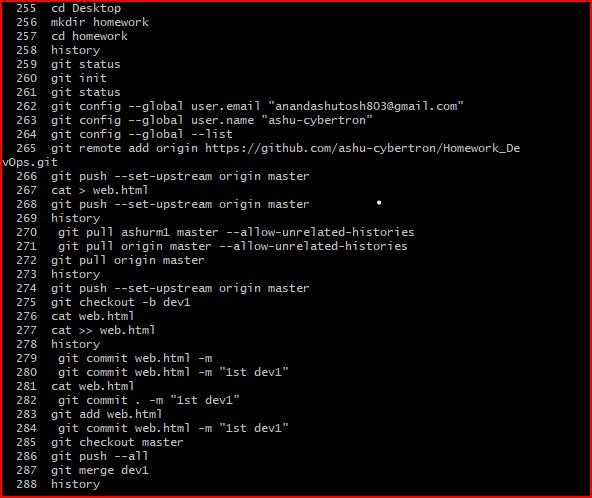 255 cd Desktop
256 mkdir homework
257 cd homework
258 history
259 git status
260 git init
261 git status
262 git config --global user.email "anandashutosh803@gmail.com"
263 git config --global user.name "ashu-cybertron"
264 git config --global --list
265 git remote add origin https://github.com/ashu-cybertron/Homework_De
vOps.git
266 git push --set-upstream origin master
267 cat > web.html
268 git push --set-upstream origin master
269 history
270 git pull ashurm1 master --allow-unrelated-histories
271 git pull origin master --allow-unrelated-histories
272 git pull origin master
273 history
274 git push --set-upstream origin master
275 git checkout -b dev1
276 cat web.html
277 cat >> web.html
278 history
279 git commit web.html -m
280 git commit web.html -m "1st dev1"
281 cat web.html
282 git commit . -m "1st dev1"
283 git add web.html
284 git commit web.html -m "1st dev1"
285 git checkout master
286 git push --all
287 git merge dev1
288 history